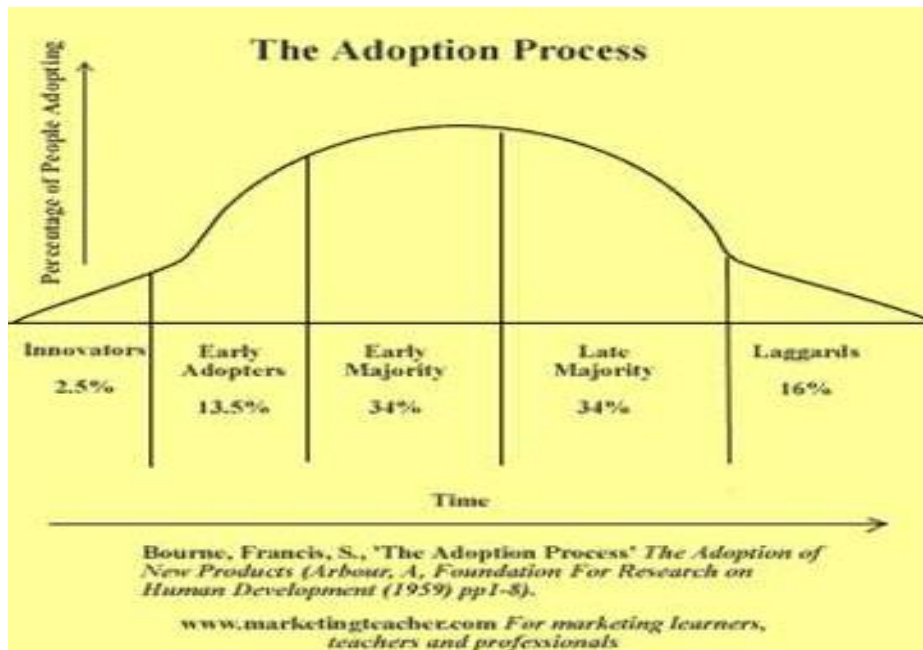 The Adoption Process
Percentage of People Adopting
Innovators
2.5%
Early
Adopters
13.5%
Early
Majority
34%
Late
Majority
34%
Laggards
16%
Time
Bourne, Francis, S., 'The Adoption Process' The Adoption of
New Products (Arbour, A, Foundation For Research on
Human Development (1959) pp1-8).
www.marketingteacher.com For marketing learners,
teachers and professionals